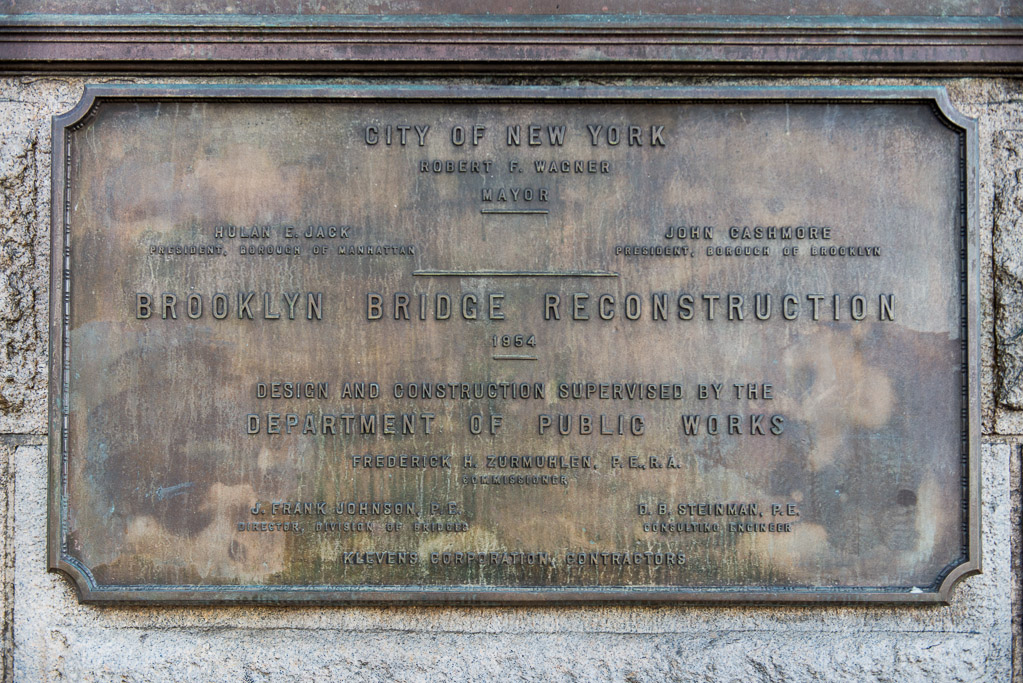 CITY OF NEW YORK
ROBERT F. WAGNER
MAYOR
HULAN E. JACK
PRESIDENT, BOROUGH OF MANHATTAN
JOHN CASHMORE
PRESIDENT, BOROUGH OF BROOKLYN
BROOKLYN BRIDGE RECONSTRUCTION
1954
DESIGN AND CONSTRUCTION SUPERVISED BY THE
DEPARTMENT OF PUBLIC WORKS
FREDERICK H. ZURMUHLEN, P.E., R.A.
COMMISSIONER
J. FRANK JOHNSON, P.E.
DIRECTOR, DIVISION OF BRIDGES
D. B. STEINMAN, P.E.
CONSULTING ENGINEER
KLEVENS CORPORATION, CONTRACTORS